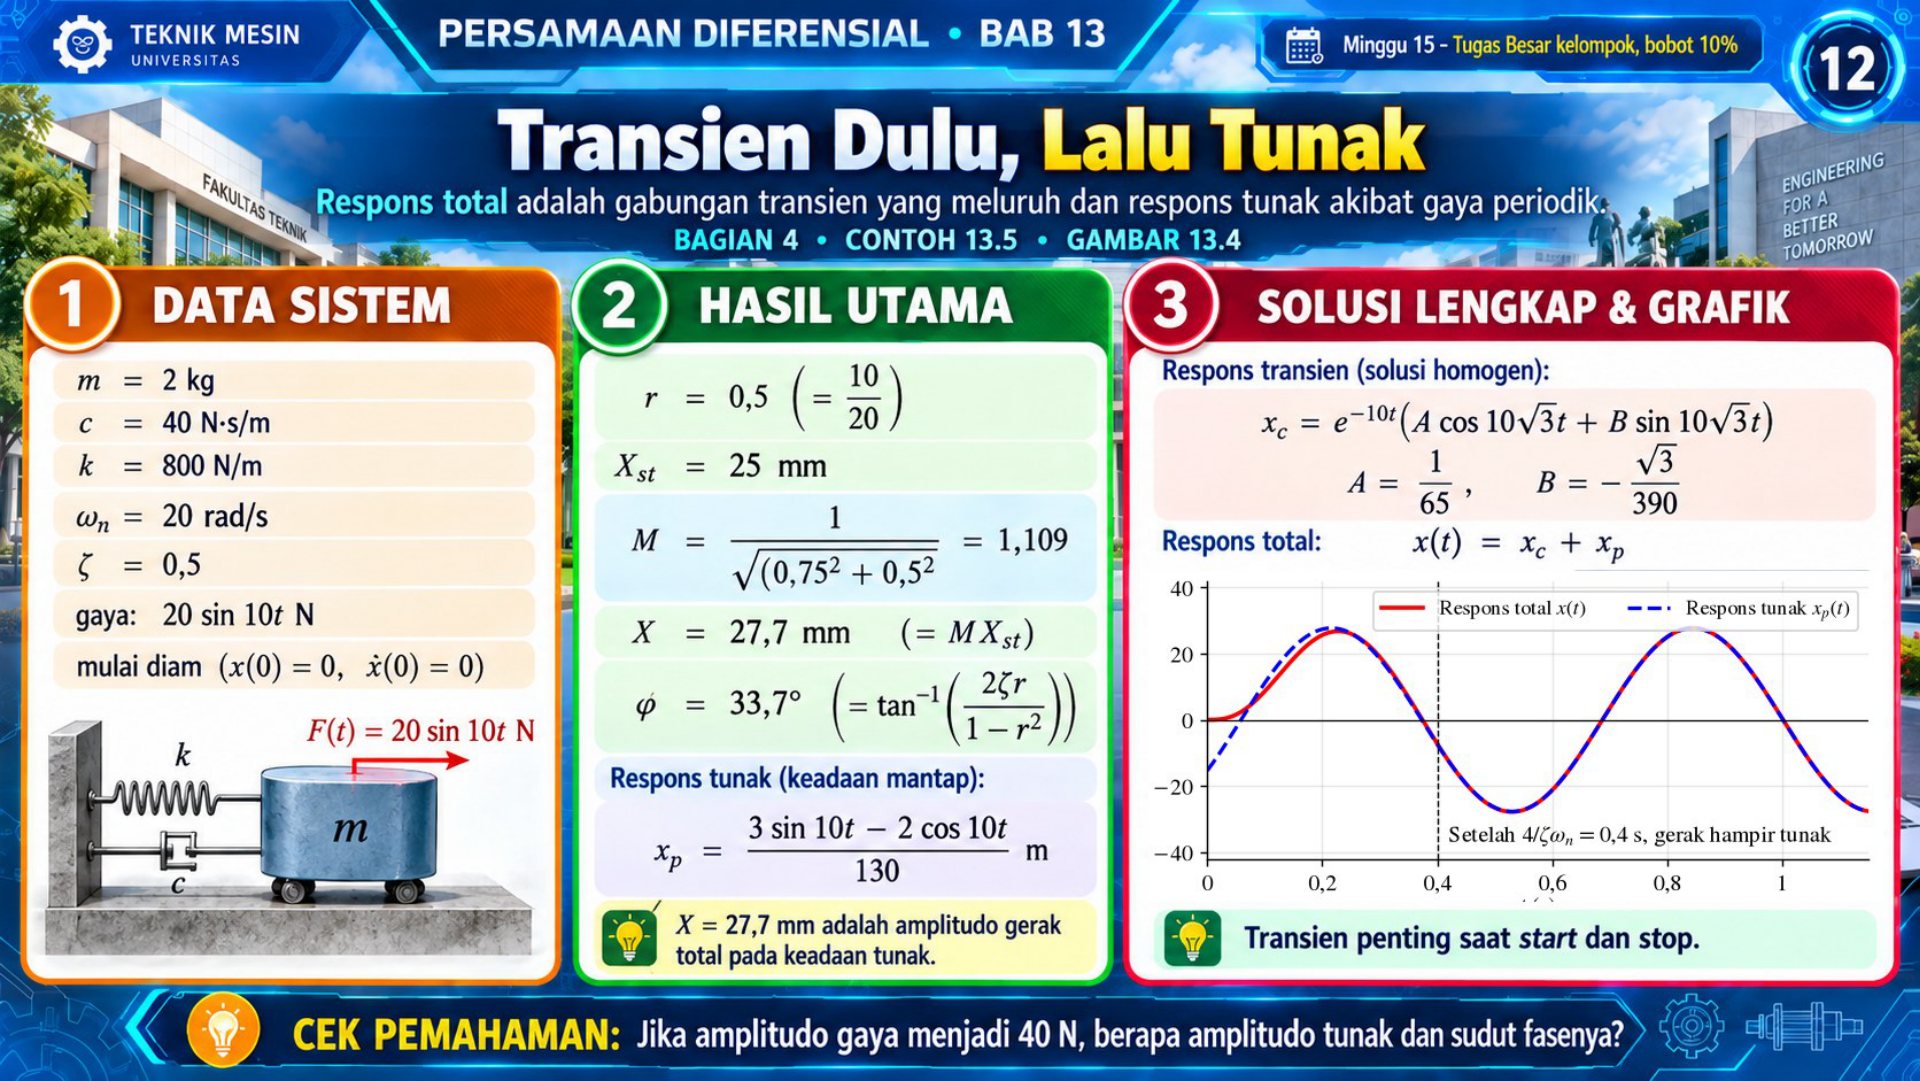 TEKNIK MESIN
UNIVERSITAS
PERSAMAAN DIFERENSIAL • BAB 13
Minggu 15 – Tugas Besar kelompok, bobot 10%
12
Transien Dulu, Lalu Tunak
Respons total adalah gabungan transien yang meluruh dan respons tunak akibat gaya periodik.
BAGIAN 4 • CONTOH 13.5 • GAMBAR 13.4
FAKULTAS TEKNIK
ENGINEERING
FOR A
BETTER
TOMORROW
1 DATA SISTEM
m = 2 kg
c = 40 N·s/m
k = 800 N/m
ωn = 20 rad/s
ζ = 0,5
gaya: 20 sin 10t N
mulai diam (x(0) = 0, ẋ(0) = 0)
F(t) = 20 sin 10t N
k
m
c
2 HASIL UTAMA
r = 0,5 (= 10/20)
Xst = 25 mm
M = 1/√((0,75² + 0,5²) = 1,109
X = 27,7 mm (= MXst)
φ = 33,7° (= tan⁻¹(2ζr/(1 – r²)))
Respons tunak (keadaan mantap):
xp = (3 sin 10t – 2 cos 10t)/130 m
X = 27,7 mm adalah amplitudo gerak
total pada keadaan tunak.
3 SOLUSI LENGKAP & GRAFIK
Respons transien (solusi homogen):
xc = e⁻¹⁰ᵗ(A cos 10√3t + B sin 10√3t)
A = 1/65 , B = –√3/390
Respons total: x(t) = xc + xp
Respons total x(t) Respons tunak xp(t)
40
20
0
−20
−40
Setelah 4/ζωn = 0,4 s, gerak hampir tunak
0 0,2 0,4 0,6 0,8 1
Transien penting saat start dan stop.
CEK PEMAHAMAN: Jika amplitudo gaya menjadi 40 N, berapa amplitudo tunak dan sudut fasenya?